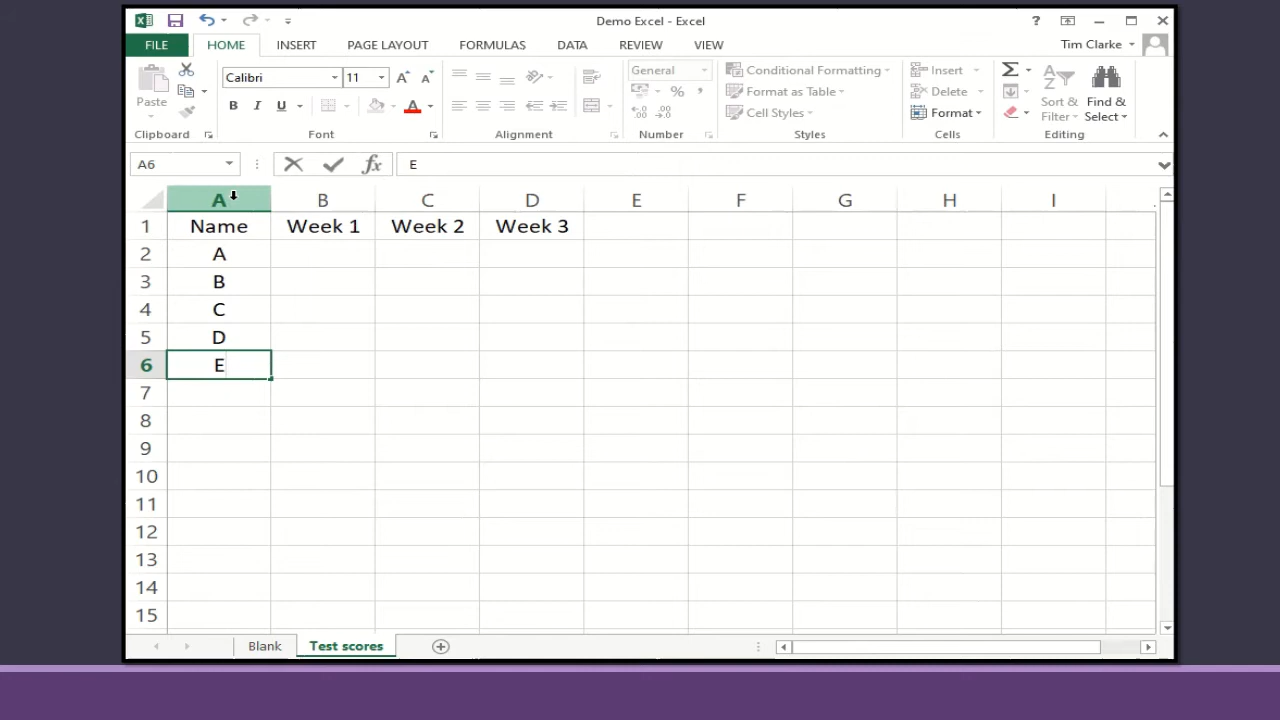 Demo Excel - Excel
?
FILE HOME INSERT PAGE LAYOUT FORMULAS DATA REVIEW VIEW Tim Clarke
Calibri 11 General Conditional Formatting Insert Σ
Paste B I U A % , Format as Table Delete Sort & Filter Find & Select
Cell Styles Format
Clipboard Font Alignment Number Styles Cells Editing
A6 fx E
A B C D E F G H I
1 Name Week 1 Week 2 Week 3
2 A
3 B
4 C
5 D
6 E
7
8
9
10
11
12
13
14
15
Blank Test scores